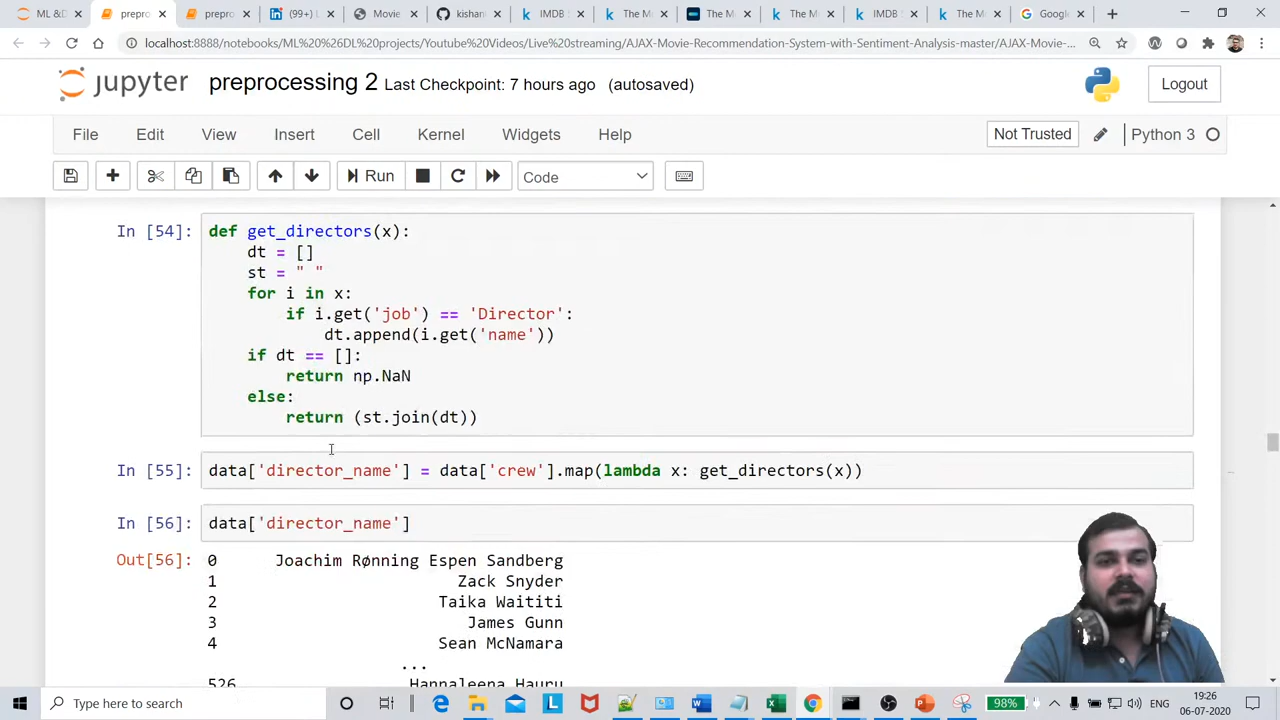 ML &D
prepro
prepro
(99+) L
Movie
kishan
IMDB S
The M
The M
The M
IMDB S
The M
Google
localhost:8888/notebooks/ML%20%26DL%20projects/Youtube%20Videos/Live%20streaming/AJAX-Movie-Recommendation-System-with-Sentiment-Analysis-master/AJAX-Movie-...
jupyter preprocessing 2 Last Checkpoint: 7 hours ago (autosaved)
Logout
File Edit View Insert Cell Kernel Widgets Help
Not Trusted Python 3
Run Code
In [54]: def get_directors(x):
dt = []
st = " "
for i in x:
if i.get('job') == 'Director':
dt.append(i.get('name'))
if dt == []:
return np.NaN
else:
return (st.join(dt))
In [55]: data['director_name'] = data['crew'].map(lambda x: get_directors(x))
In [56]: data['director_name']
Out[56]: 0 Joachim Rønning Espen Sandberg
1 Zack Snyder
2 Taika Waititi
3 James Gunn
4 Sean McNamara
...
526 Hannaleena Hauru
Type here to search
98%
ENG
19:26
06-07-2020